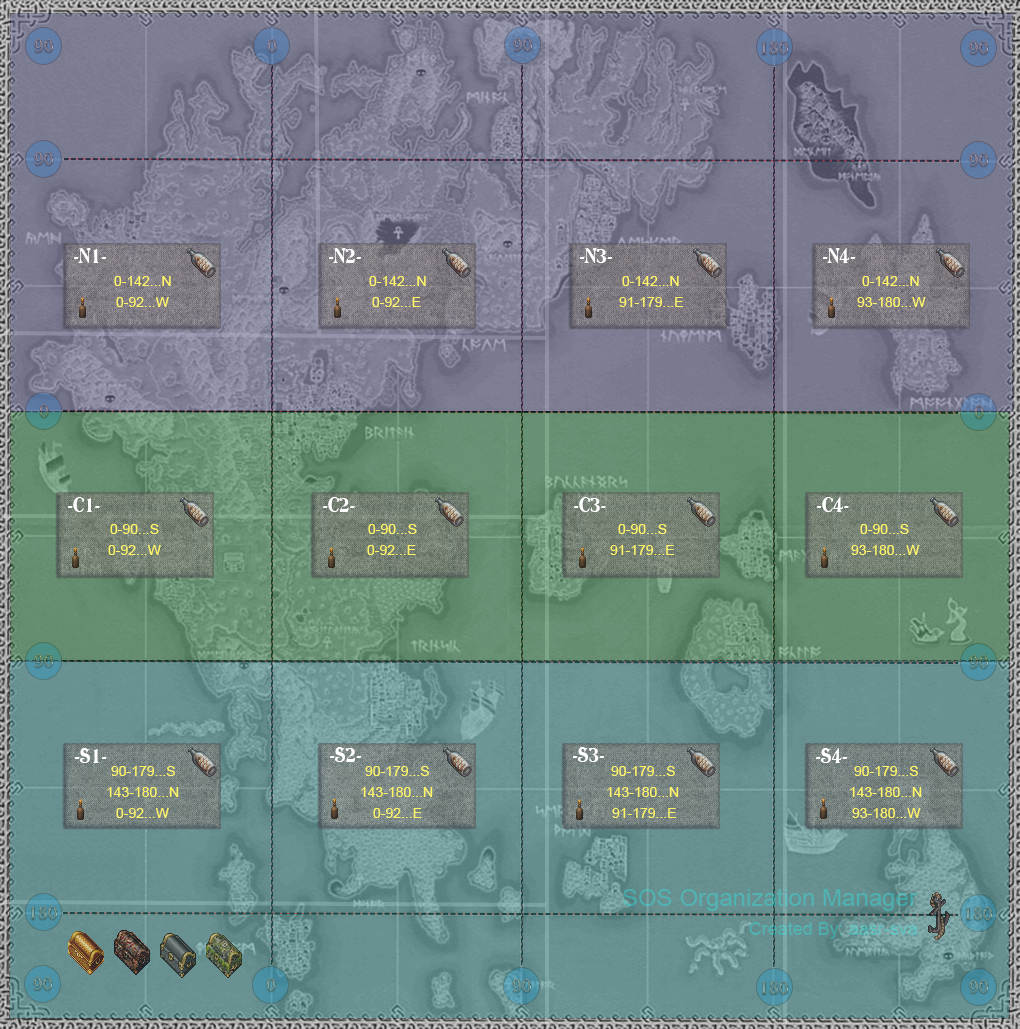 90 0 90 180 90
90 90
-N1-
0-142...N
0-92...W
-N2-
0-142...N
0-92...E
-N3-
0-142...N
91-179...E
-N4-
0-142...N
93-180...W
0 0
-C1-
0-90...S
0-92...W
-C2-
0-90...S
0-92...E
-C3-
0-90...S
91-179...E
-C4-
0-90...S
93-180...W
90 90
-S1-
90-179...S
143-180...N
0-92...W
-S2-
90-179...S
143-180...N
0-92...E
-S3-
90-179...S
143-180...N
91-179...E
-S4-
90-179...S
143-180...N
93-180...W
SOS Organization Manager
180 180
Created By:
90 0 90 180 90